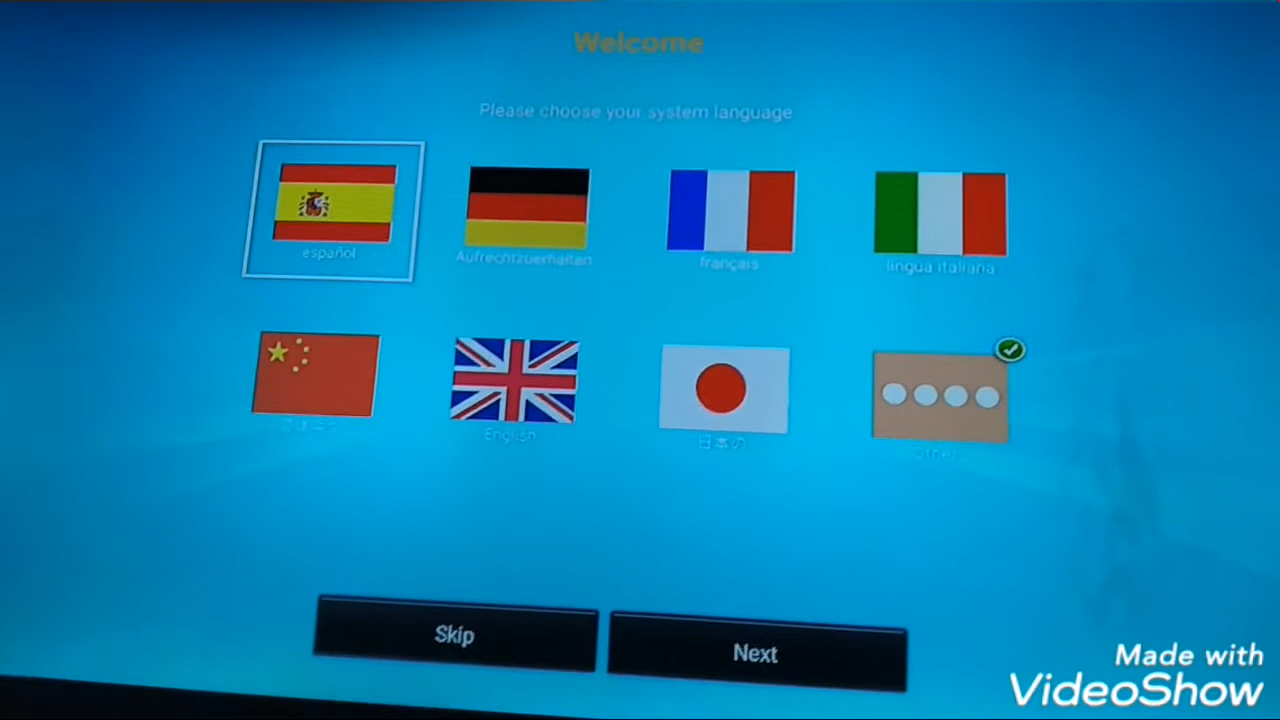 Welcome
Please choose your system language
español
Aufrechtzuerhalten
français
lingua italiana
English
日本の
Others
Skip
Next
Made with
VideoShow